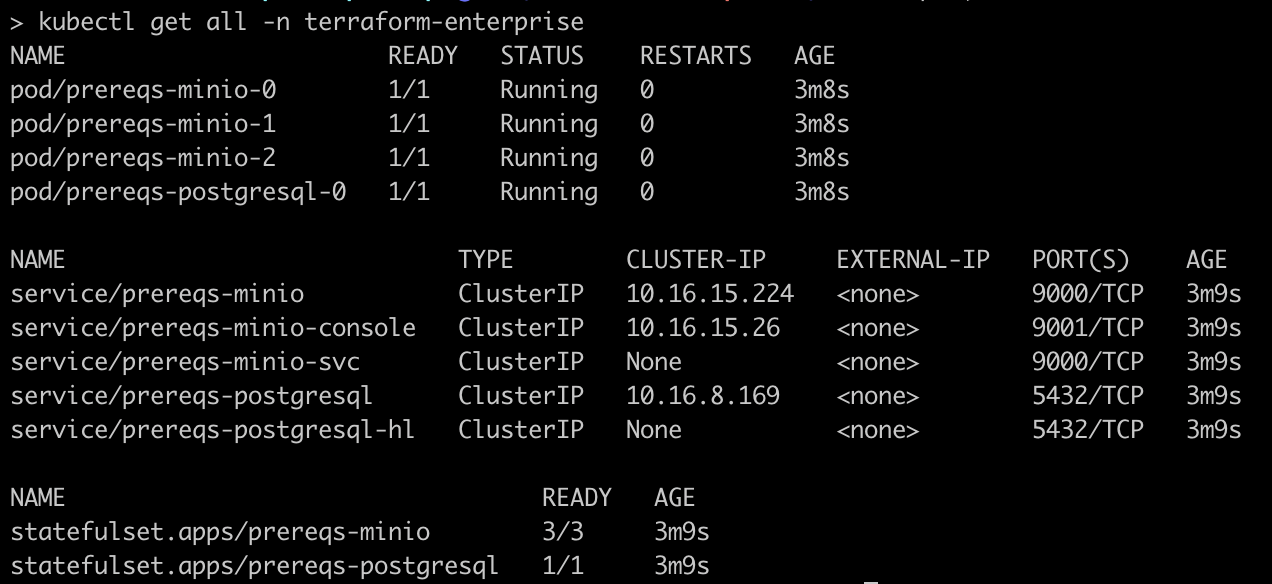 > kubectl get all -n terraform-enterprise
NAME READY STATUS RESTARTS AGE
pod/prereqs-minio-0 1/1 Running 0 3m8s
pod/prereqs-minio-1 1/1 Running 0 3m8s
pod/prereqs-minio-2 1/1 Running 0 3m8s
pod/prereqs-postgresql-0 1/1 Running 0 3m8s
NAME TYPE CLUSTER-IP EXTERNAL-IP PORT(S) AGE
service/prereqs-minio ClusterIP 10.16.15.224 <none> 9000/TCP 3m9s
service/prereqs-minio-console ClusterIP 10.16.15.26 <none> 9001/TCP 3m9s
service/prereqs-minio-svc ClusterIP None <none> 9000/TCP 3m9s
service/prereqs-postgresql ClusterIP 10.16.8.169 <none> 5432/TCP 3m9s
service/prereqs-postgresql-hl ClusterIP None <none> 5432/TCP 3m9s
NAME READY AGE
statefulset.apps/prereqs-minio 3/3 3m9s
statefulset.apps/prereqs-postgresql 1/1 3m9s